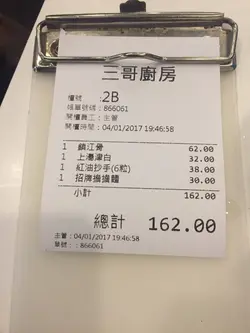 三哥廚房
檯號 :2B
帳單號碼：866061
開檯員工：主管
開檯時間：04/01/2017 19:46:58
1 鎮江骨 62.00
1 上湯津白 32.00
1 紅油抄手(6粒) 38.00
1 招牌擔擔麵 30.00
小計 162.00
總計 162.00
主管：04/01/2017 19:46:58
單號：:866061